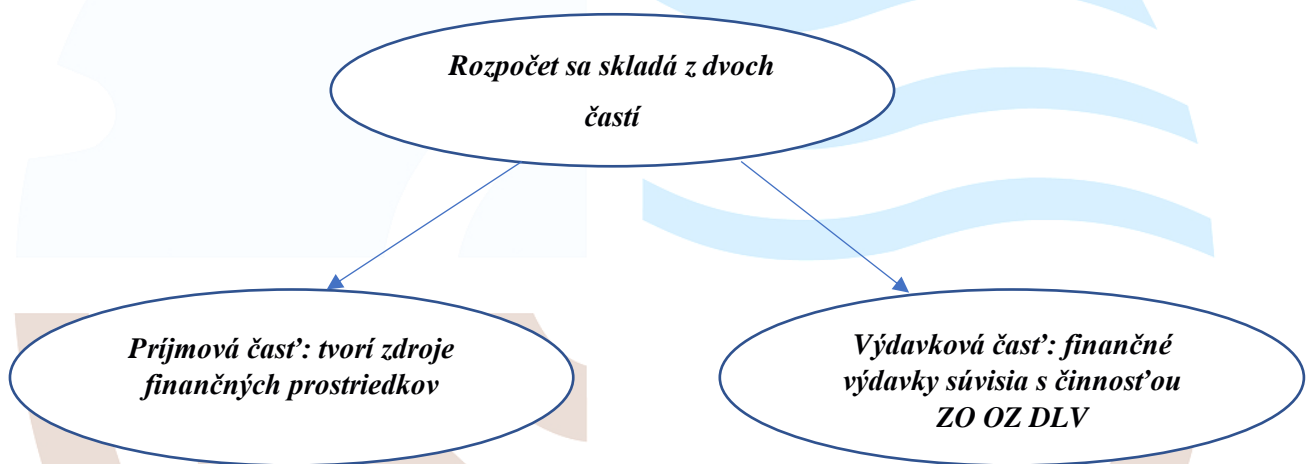 Rozpočet sa skladá z dvoch
častí
Príjmová časť: tvorí zdroje
finančných prostriedkov
Výdavková časť: finančné
výdavky súvisia s činnosťou
ZO OZ DLV